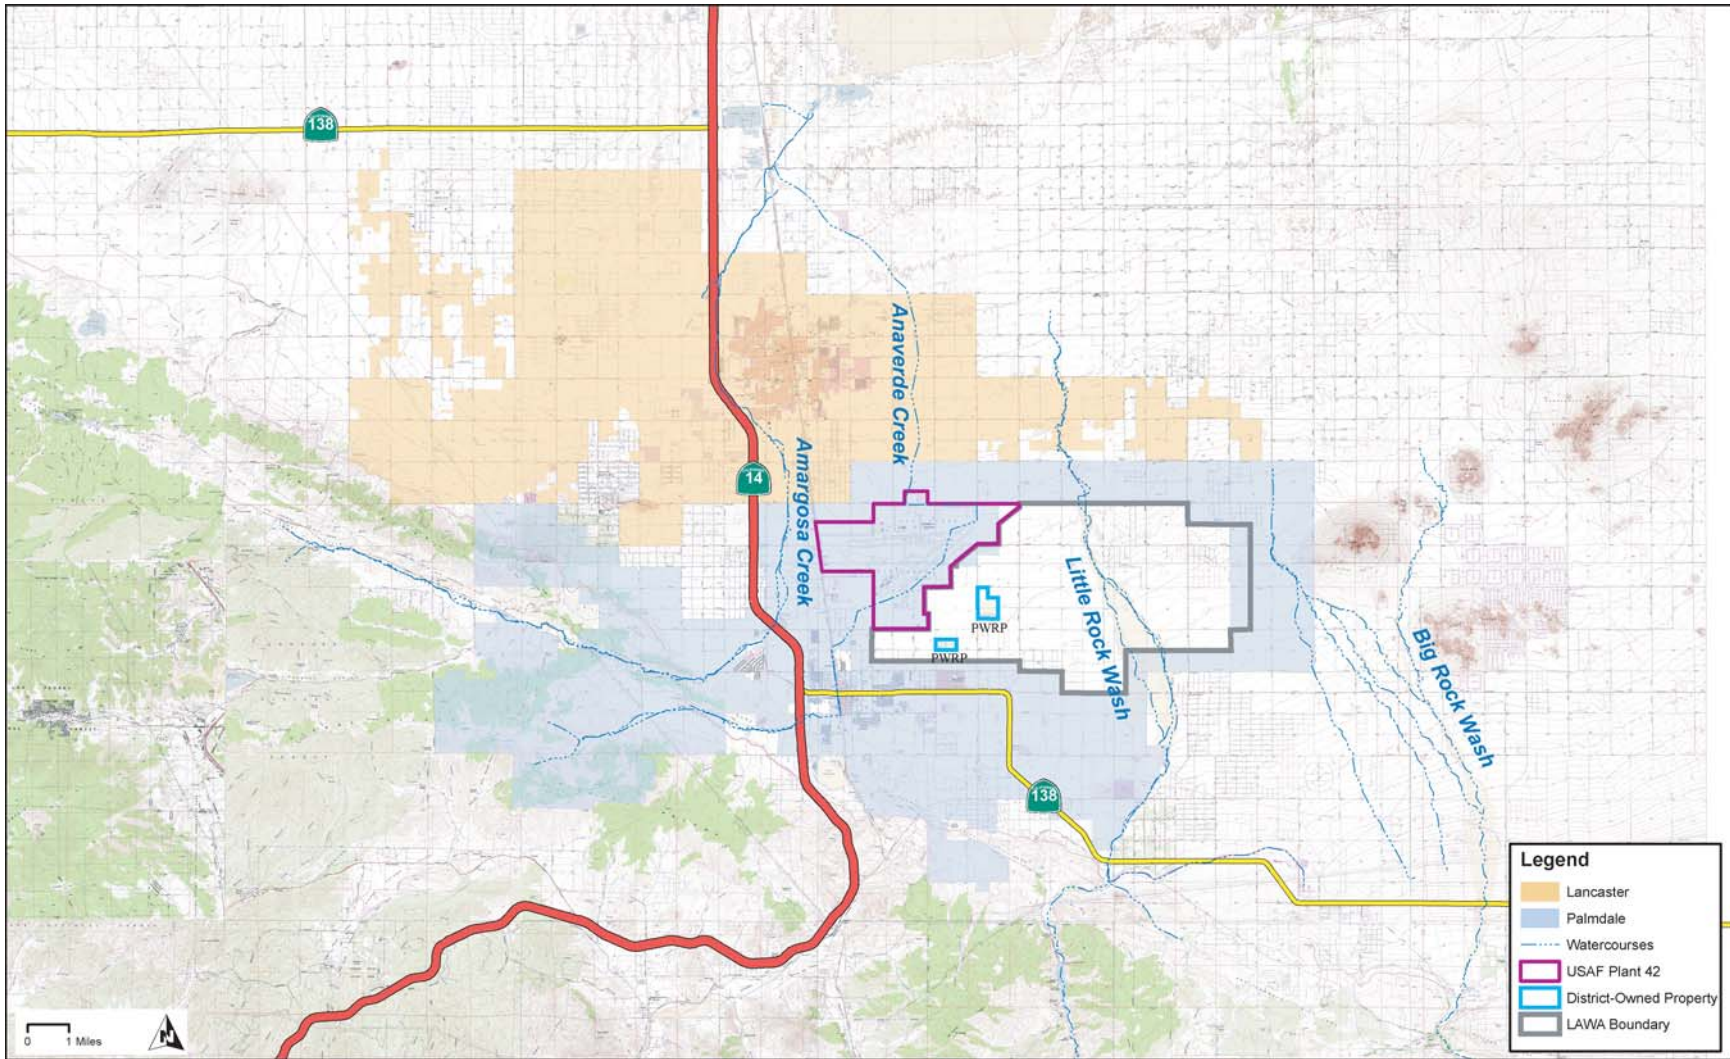 138
Anaverde Creek
Amargosa Creek
14
Little Rock Wash
PWRP
PWRP
Big Rock Wash
138
Legend
Lancaster
Palmdale
Watercourses
USAF Plant 42
District-Owned Property
LAWA Boundary
N
0 1 Miles